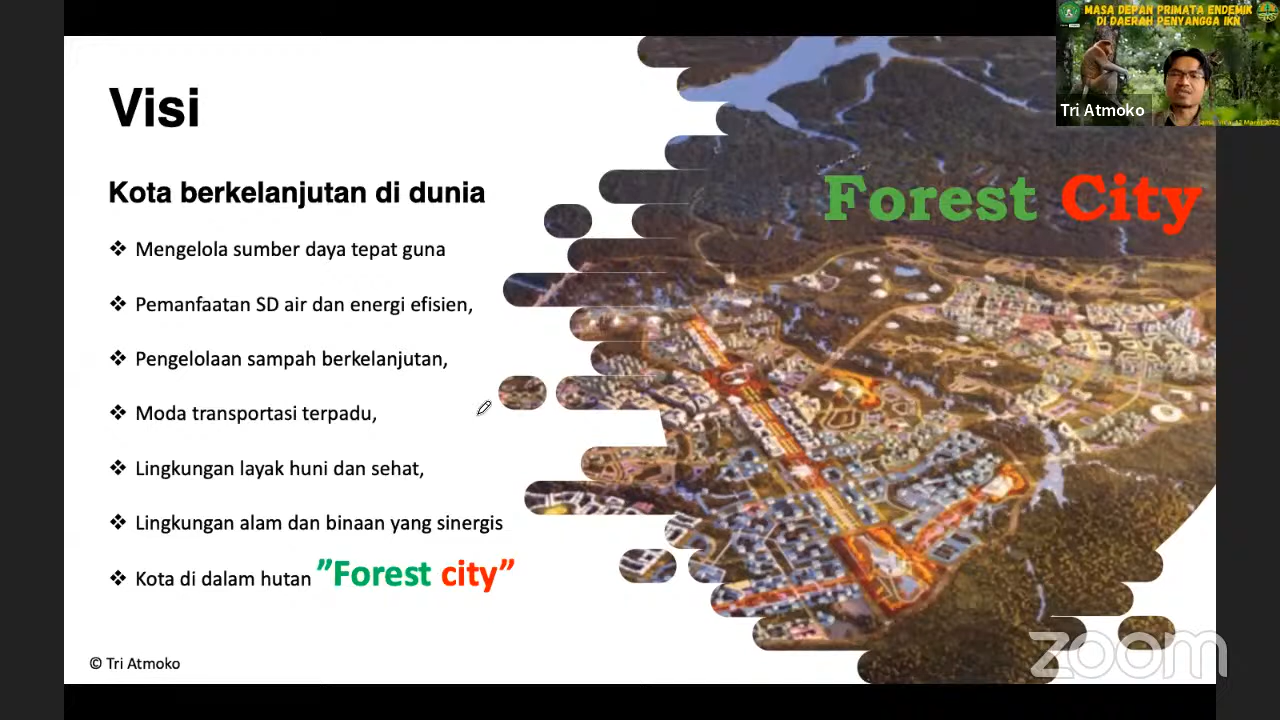 MASA DEPAN PRIMATA ENDEMIK
DI DAERAH PENYANGGA IKN
Tri Atmoko
Visi
Forest City
Kota berkelanjutan di dunia
❖ Mengelola sumber daya tepat guna
❖ Pemanfaatan SD air dan energi efisien,
❖ Pengelolaan sampah berkelanjutan,
❖ Moda transportasi terpadu,
❖ Lingkungan layak huni dan sehat,
❖ Lingkungan alam dan binaan yang sinergis
❖ Kota di dalam hutan ”Forest city”
© Tri Atmoko
zoom